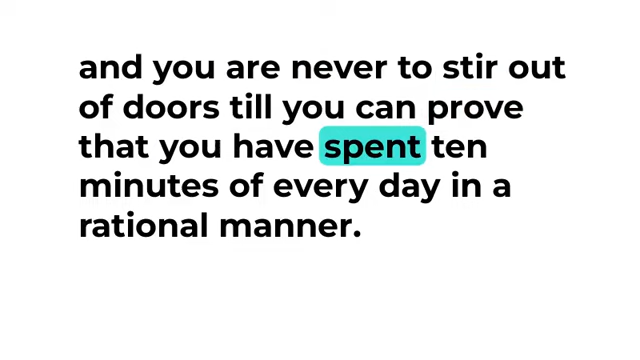 and you are never to stir out
of doors till you can prove
that you have spent ten
minutes of every day in a
rational manner.